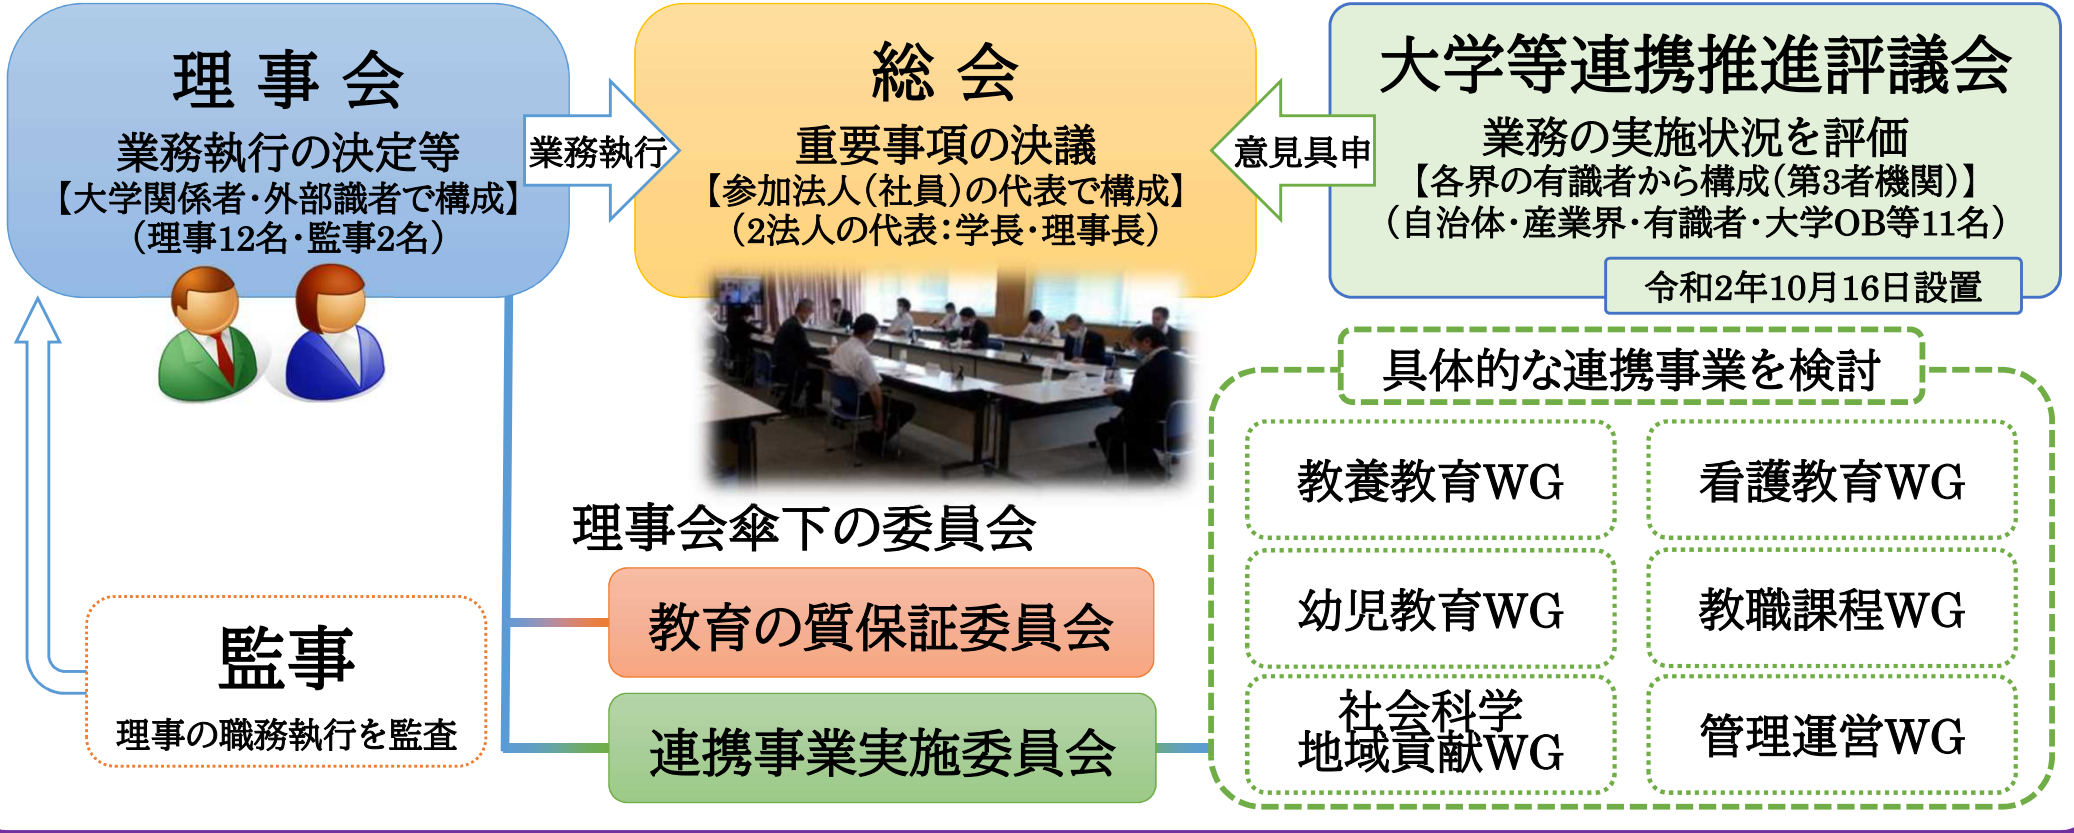 理事会
業務執行の決定等
【大学関係者・外部識者で構成】
（理事12名・監事2名）
業務執行
総会
重要事項の決議
【参加法人（社員）の代表で構成】
（2法人の代表：学長・理事長）
意見具申
大学等連携推進評議会
業務の実施状況を評価
【各界の有識者から構成（第3者機関）】
（自治体・産業界・有識者・大学OB等11名）
令和2年10月16日設置
監事
理事の職務執行を監査
理事会傘下の委員会
教育の質保証委員会
連携事業実施委員会
具体的な連携事業を検討
教養教育WG
看護教育WG
幼児教育WG
教職課程WG
社会科学
地域貢献WG
管理運営WG